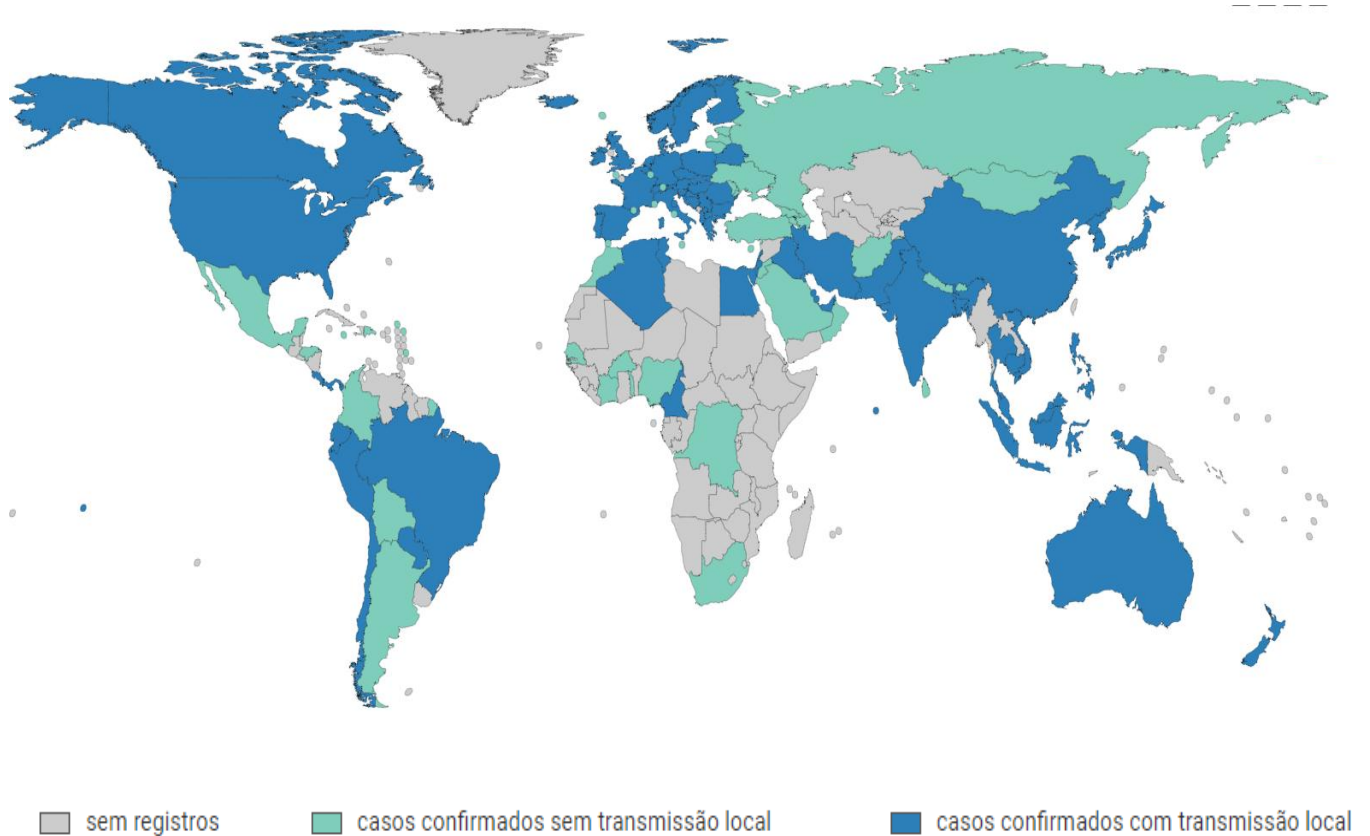 sem registros
casos confirmados sem transmissão local
casos confirmados com transmissão local